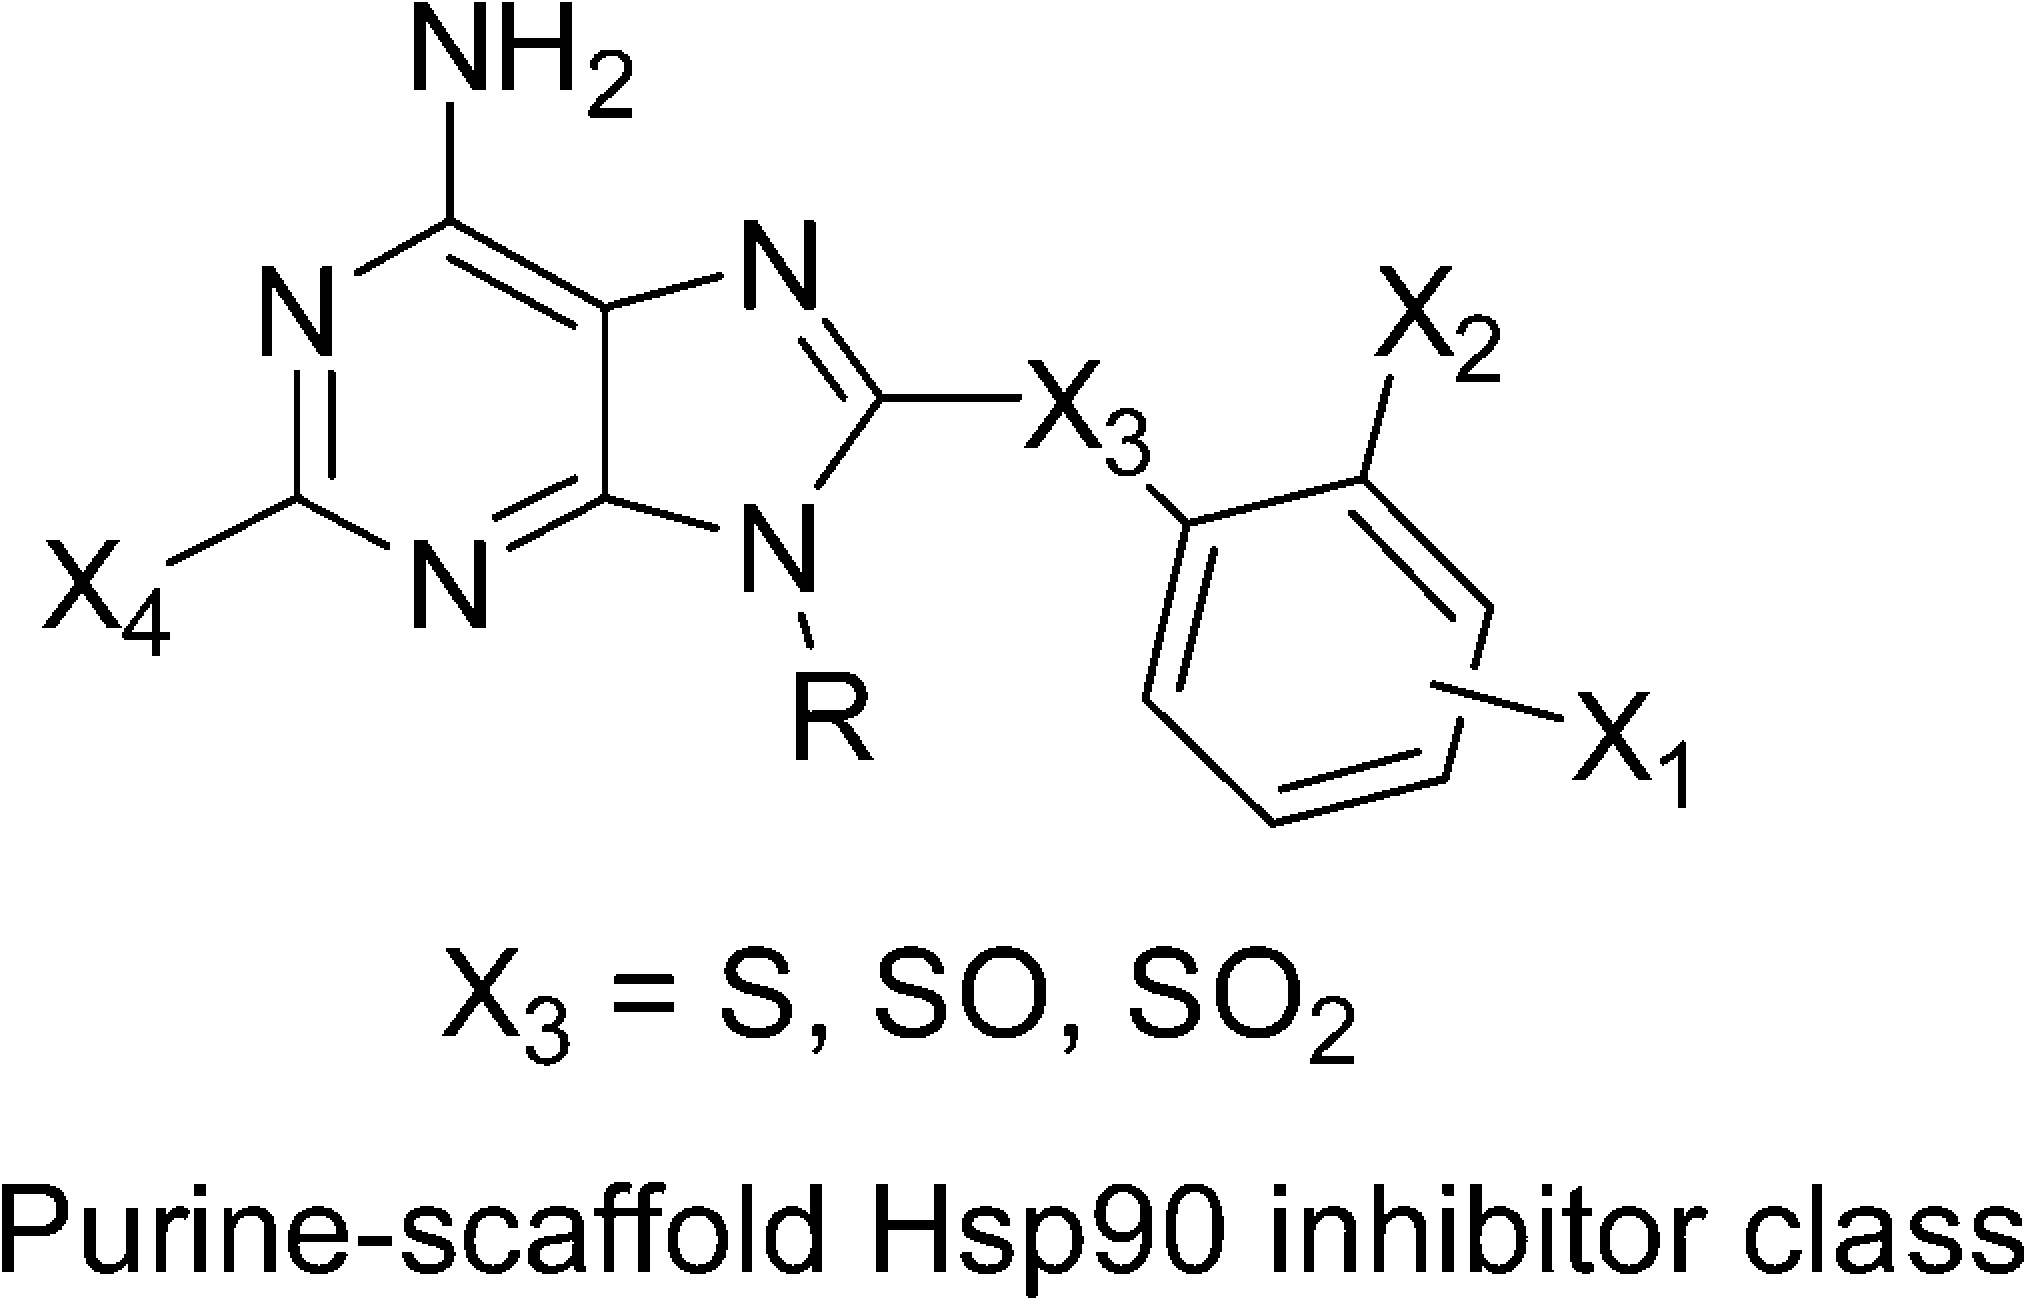 NH2
N
N
X2
X3
N
N
X4
R
X1
X3 = S, SO, SO2
Purine-scaffold Hsp90 inhibitor class